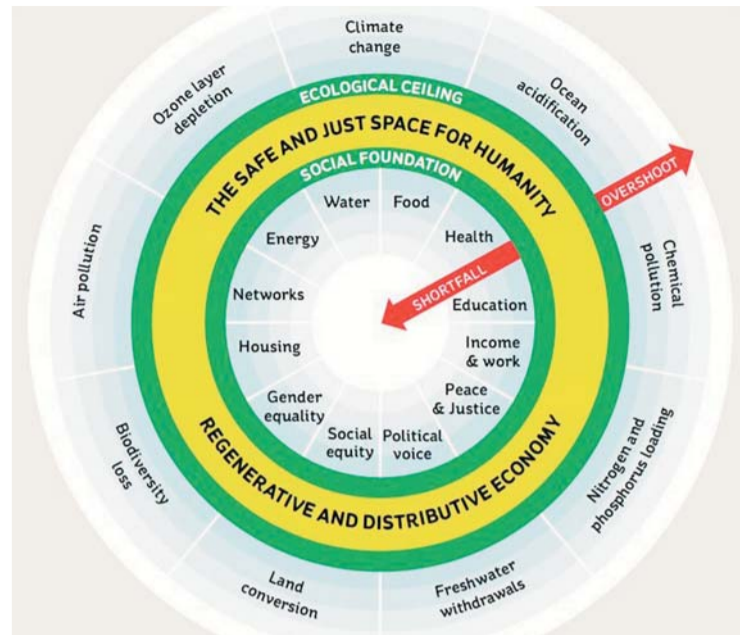 Climate
change
Ocean
acidification
Chemical
pollution
Nitrogen and
phosphorus loading
Freshwater
withdrawals
Land
conversion
Biodiversity
loss
Air pollution
Ozone layer
depletion
ECOLOGICAL CEILING
THE SAFE AND JUST SPACE FOR HUMANITY
SOCIAL FOUNDATION
OVERSHOOT
Water
Food
Energy
Health
SHORTFALL
Networks
Education
Housing
Income
& work
Gender
equality
Peace
& Justice
Social
equity
Political
voice
REGENERATIVE AND DISTRIBUTIVE ECONOMY